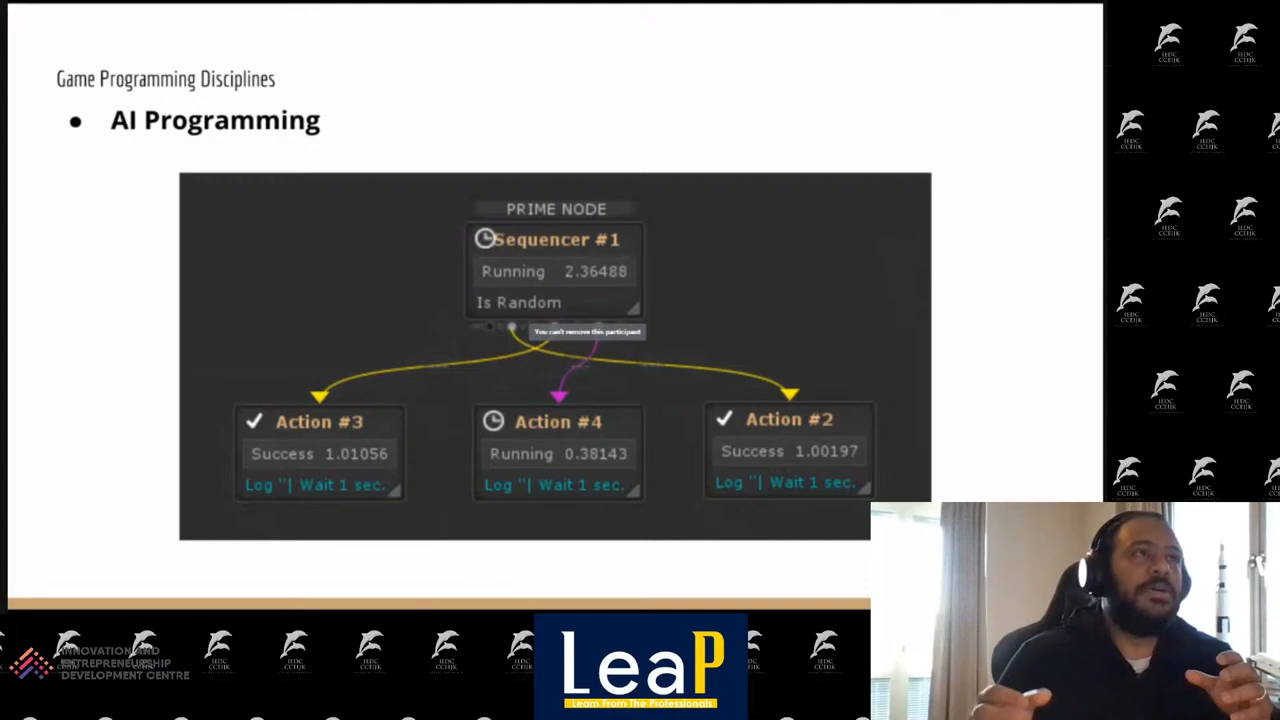 Game Programming Disciplines
● AI Programming
PRIME NODE
Sequencer #1
Running 2.36488
Is Random
You can't remove this participant
Action #3
Success 1.01056
Log "| Wait 1 sec.
Action #4
Running 0.38143
Log "| Wait 1 sec.
Action #2
Success 1.00197
Log "| Wait 1 sec.
IEDC
CCEIJK
INNOVATION AND
ENTREPRENEURSHIP
DEVELOPMENT CENTRE
LeaP
Learn From The Professionals